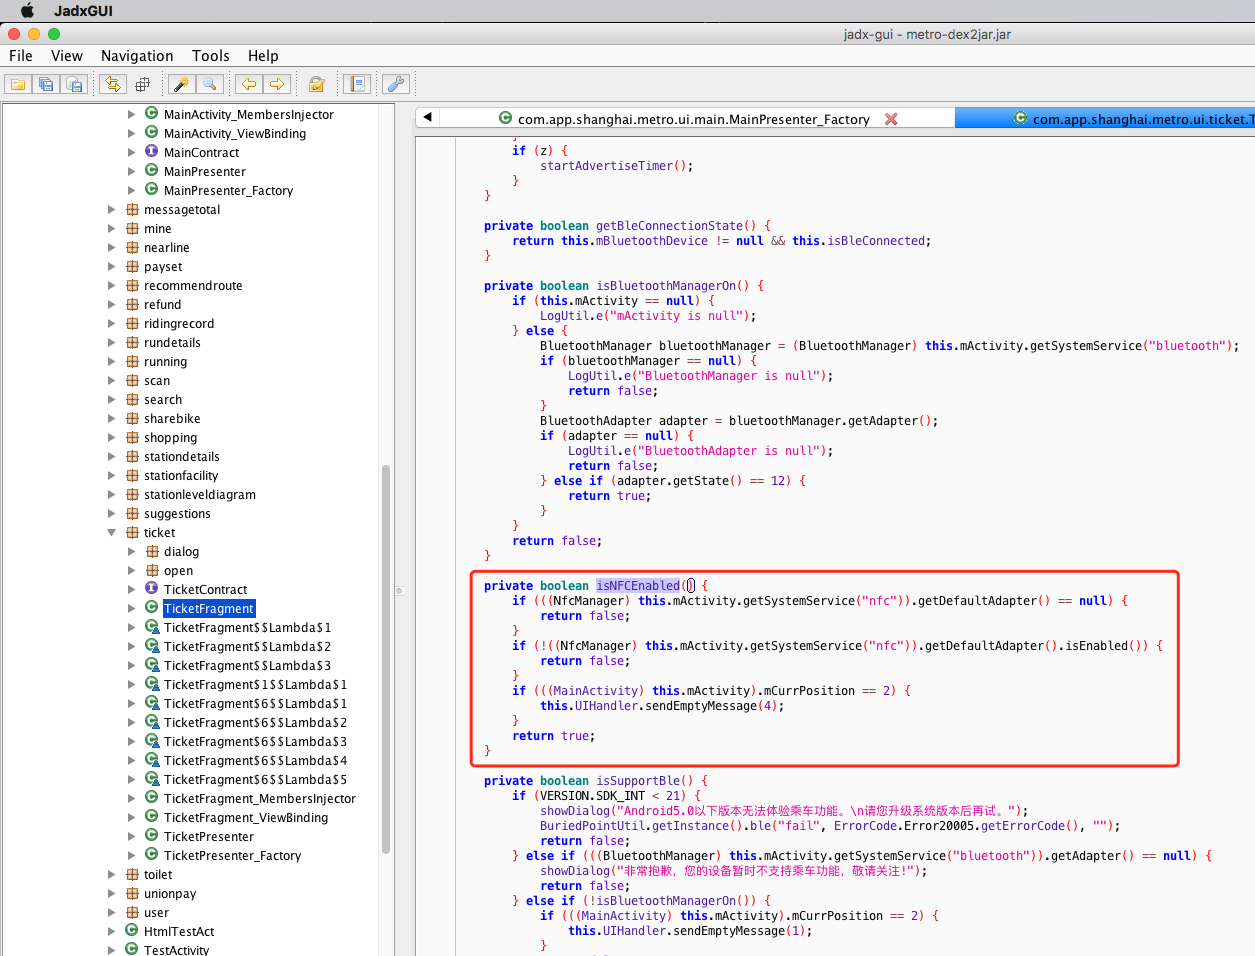 JadxGUI
jadx-gui - metro-dex2jar.jar
File View Navigation Tools Help
MainActivity_MembersInjector
MainActivity_ViewBinding
MainContract
MainPresenter
MainPresenter_Factory
messagetotal
mine
nearline
payset
recommendroute
refund
ridingrecord
rundetails
running
scan
search
sharebike
shopping
stationdetails
stationfacility
stationleveldiagram
suggestions
ticket
dialog
open
TicketContract
TicketFragment
TicketFragment$$Lambda$1
TicketFragment$$Lambda$2
TicketFragment$$Lambda$3
TicketFragment$1$$Lambda$1
TicketFragment$6$$Lambda$1
TicketFragment$6$$Lambda$2
TicketFragment$6$$Lambda$3
TicketFragment$6$$Lambda$4
TicketFragment$6$$Lambda$5
TicketFragment_MembersInjector
TicketFragment_ViewBinding
TicketPresenter
TicketPresenter_Factory
toilet
unionpay
user
HtmlTestAct
TestActivity
com.app.shanghai.metro.ui.main.MainPresenter_Factory
com.app.shanghai.metro.ui.ticket.T
}
if (z) {
startAdvertiseTimer();
}
}
private boolean getBleConnectionState() {
return this.mBluetoothDevice != null && this.isBleConnected;
}
private boolean isBluetoothManagerOn() {
if (this.mActivity == null) {
LogUtil.e("mActivity is null");
} else {
BluetoothManager bluetoothManager = (BluetoothManager) this.mActivity.getSystemService("bluetooth");
if (bluetoothManager == null) {
LogUtil.e("BluetoothManager is null");
return false;
}
BluetoothAdapter adapter = bluetoothManager.getAdapter();
if (adapter == null) {
LogUtil.e("BluetoothAdapter is null");
return false;
} else if (adapter.getState() == 12) {
return true;
}
}
return false;
}
private boolean isNFCEnabled() {
if (((NfcManager) this.mActivity.getSystemService("nfc")).getDefaultAdapter() == null) {
return false;
}
if (!((NfcManager) this.mActivity.getSystemService("nfc")).getDefaultAdapter().isEnabled()) {
return false;
}
if (((MainActivity) this.mActivity).mCurrPosition == 2) {
this.UIHandler.sendEmptyMessage(4);
}
return true;
}
private boolean isSupportBle() {
if (VERSION.SDK_INT < 21) {
showDialog("Android5.0以下版本无法体验乘车功能。\n请您升级系统版本后再试。");
BuriedPointUtil.getInstance().ble("fail", ErrorCode.Error20005.getErrorCode(), "");
return false;
} else if (((BluetoothManager) this.mActivity.getSystemService("bluetooth")).getAdapter() == null) {
showDialog("非常抱歉，您的设备暂时不支持乘车功能，敬请关注!");
return false;
} else if (!isBluetoothManagerOn()) {
if (((MainActivity) this.mActivity).mCurrPosition == 2) {
this.UIHandler.sendEmptyMessage(1);
}